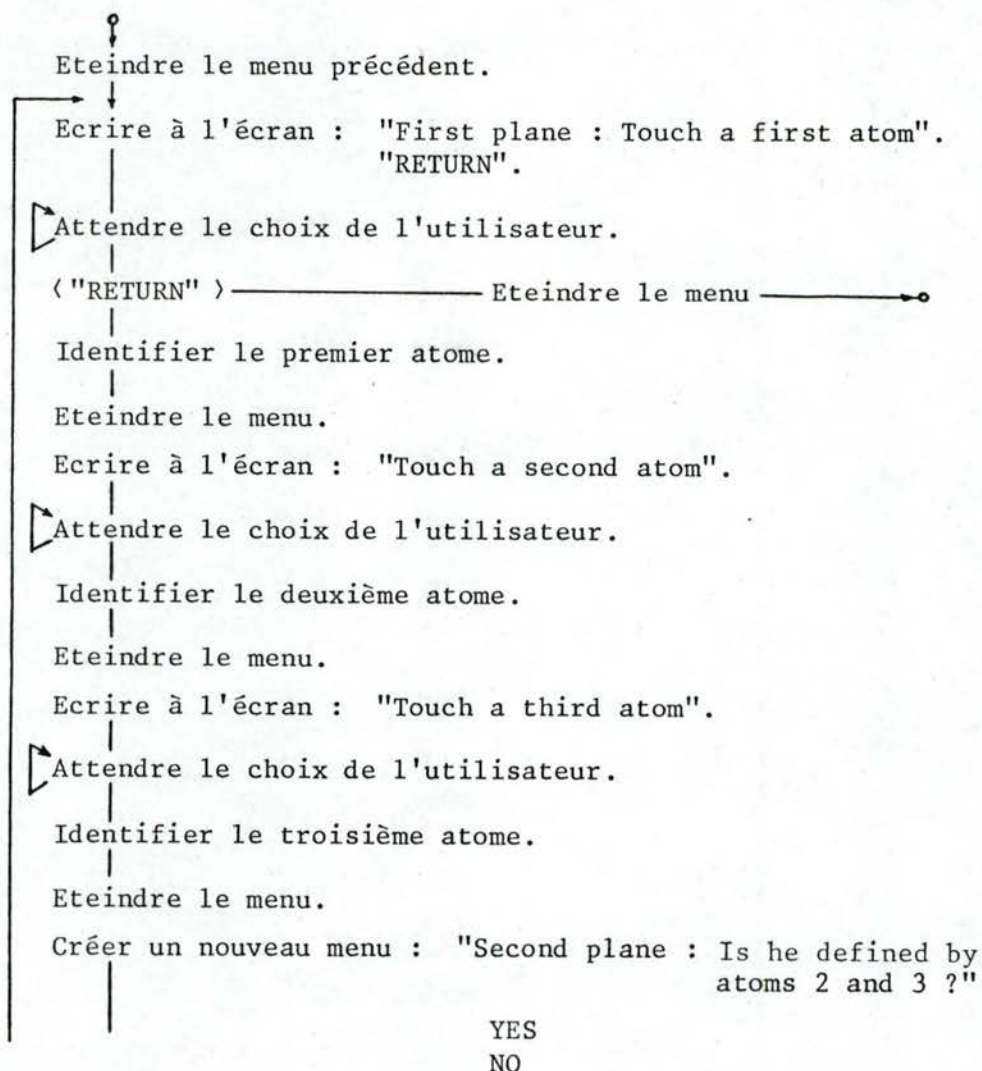 Eteindre le menu précédent.
Ecrire à l'écran : "First plane : Touch a first atom".
"RETURN".
Attendre le choix de l'utilisateur.
< "RETURN" > Eteindre le menu
Identifier le premier atome.
Eteindre le menu.
Ecrire à l'écran : "Touch a second atom".
Attendre le choix de l'utilisateur.
Identifier le deuxième atome.
Eteindre le menu.
Ecrire à l'écran : "Touch a third atom".
Attendre le choix de l'utilisateur.
Identifier le troisième atome.
Eteindre le menu.
Créer un nouveau menu : "Second plane : Is he defined by
atoms 2 and 3 ?"
YES
NO